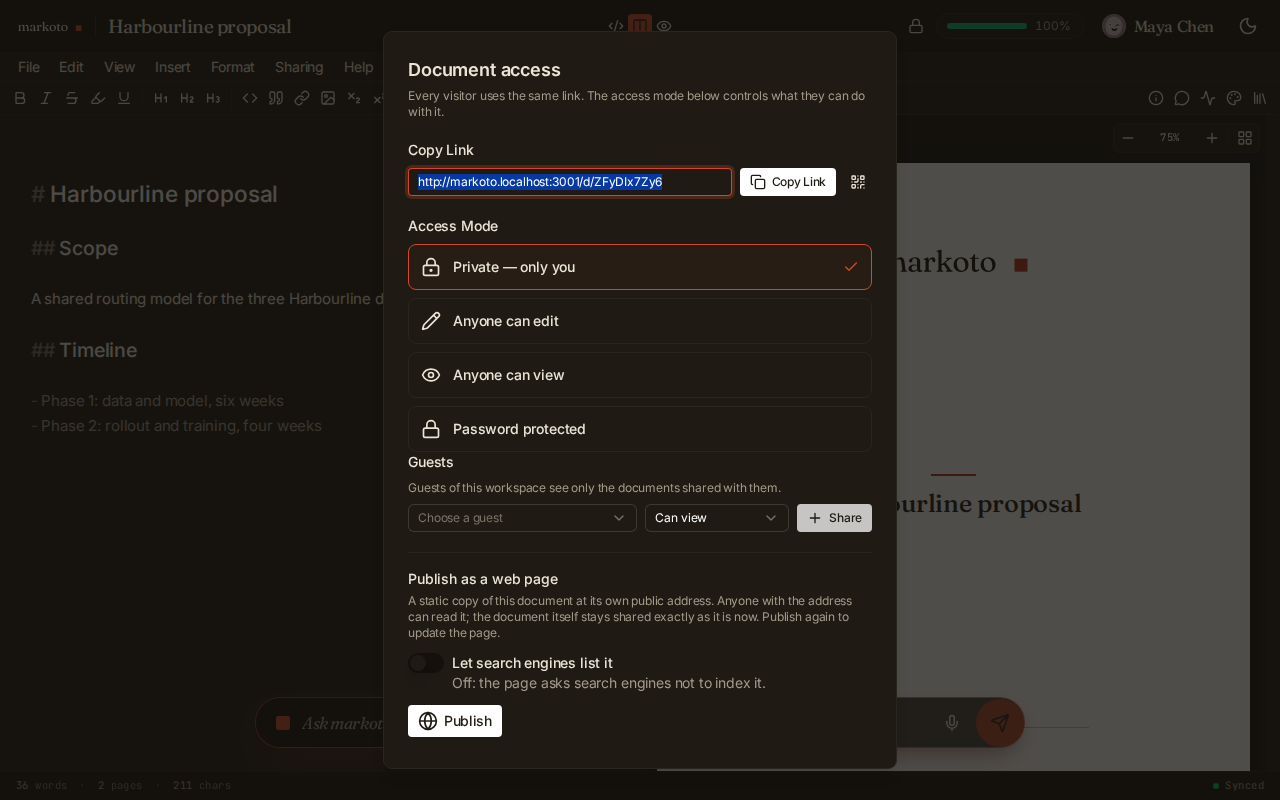 markoto
Harbourline proposal
100%
Maya Chen
File Edit View Insert Format Sharing Help
H1 H2 H3
75%
# Harbourline proposal
## Scope
A shared routing model for the three Harbourline d
## Timeline
- Phase 1: data and model, six weeks
- Phase 2: rollout and training, four weeks
Document access
Every visitor uses the same link. The access mode below controls what they can do
with it.
Copy Link
http://markoto.localhost:3001/d/ZFyDIx7Zy6
Copy Link
Access Mode
Private — only you
Anyone can edit
Anyone can view
Password protected
Guests
Guests of this workspace see only the documents shared with them.
Choose a guest
Can view
Share
Publish as a web page
A static copy of this document at its own public address. Anyone with the address
can read it; the document itself stays shared exactly as it is now. Publish again to
update the page.
Let search engines list it
Off: the page asks search engines not to index it.
Publish
narkoto
ourline proposal
Ask markot
36 words · 2 pages · 211 chars
Synced